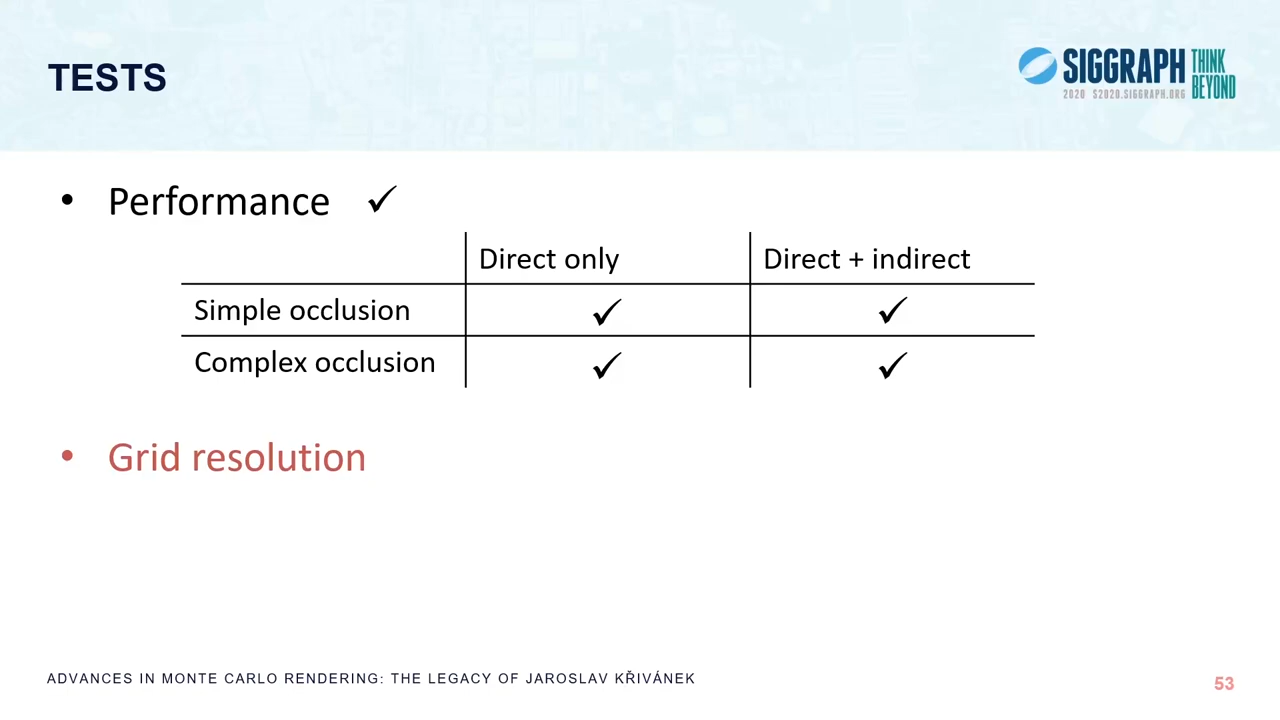 TESTS
SIGGRAPH THINK BEYOND
2020 S2020.SIGGRAPH.ORG
• Performance ✓
Direct only Direct + indirect
Simple occlusion ✓ ✓
Complex occlusion ✓ ✓
• Grid resolution
ADVANCES IN MONTE CARLO RENDERING: THE LEGACY OF JAROSLAV KŘIVÁNEK
53